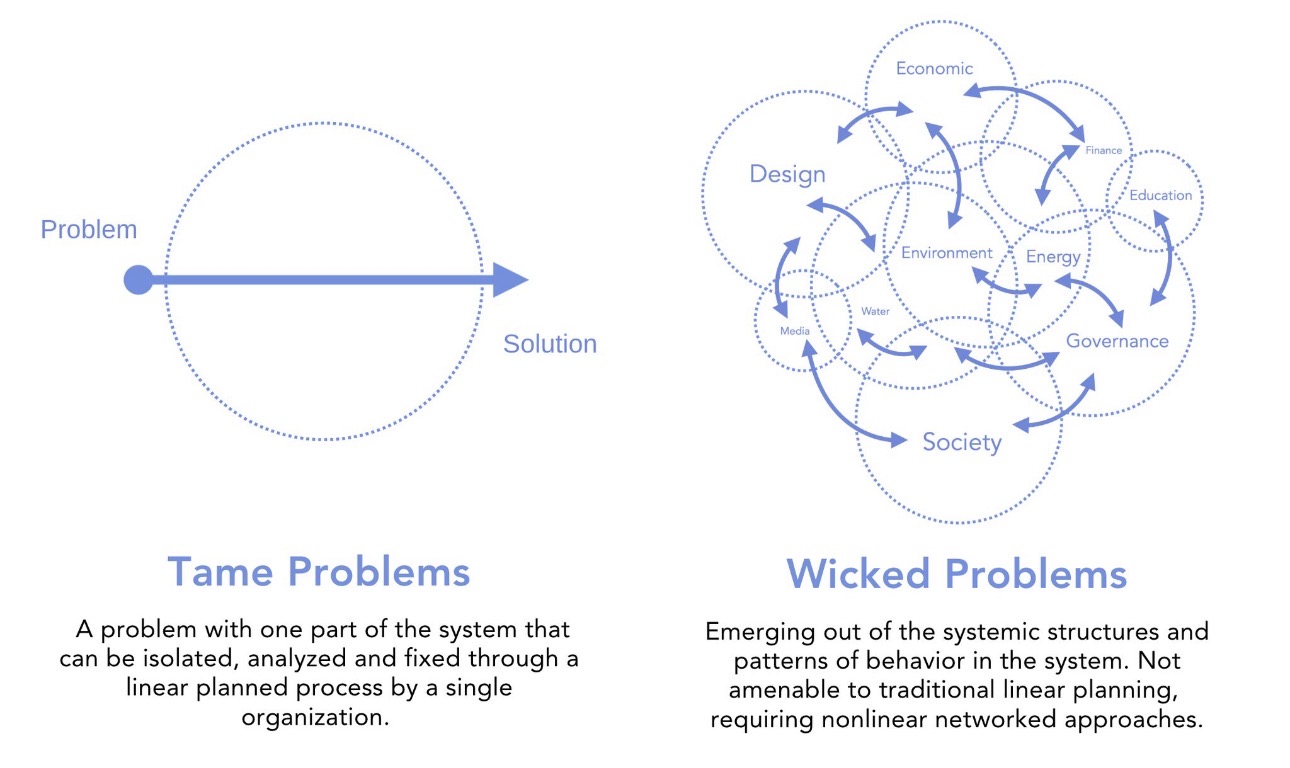 Problem
Solution
Tame Problems
A problem with one part of the system that
can be isolated, analyzed and fixed through a
linear planned process by a single
organization.
Economic
Finance
Design
Education
Environment
Energy
Water
Media
Governance
Society
Wicked Problems
Emerging out of the systemic structures and
patterns of behavior in the system. Not
amenable to traditional linear planning,
requiring nonlinear networked approaches.